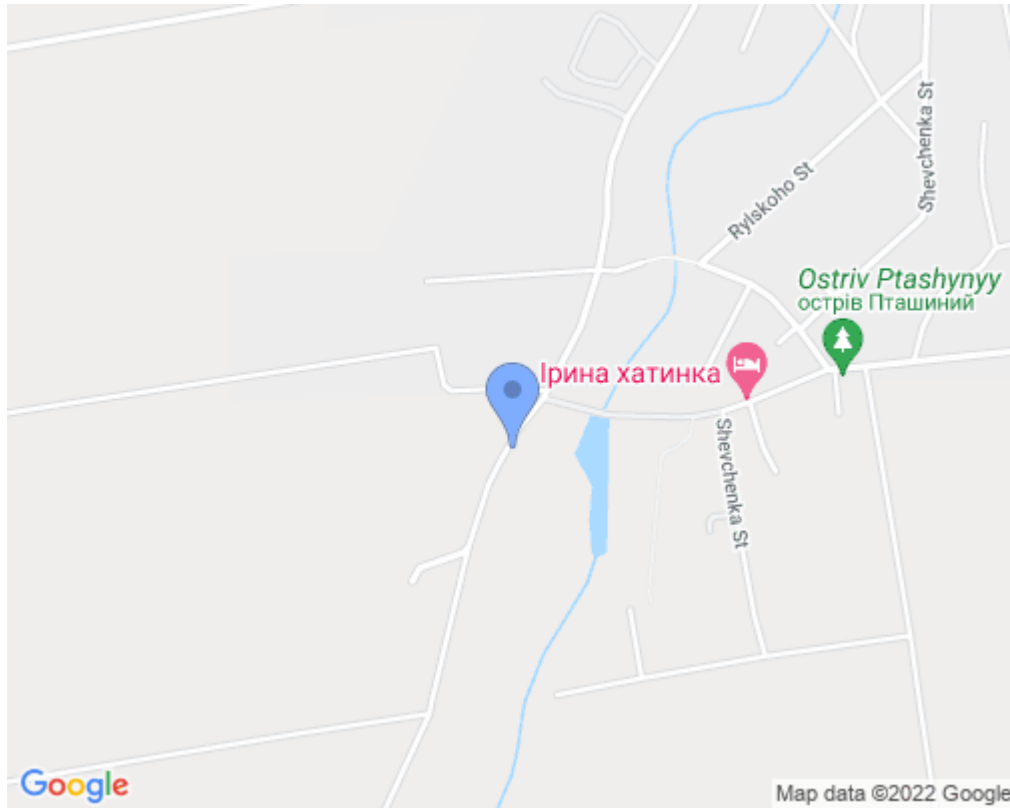 Shevchenka St
Rylskoho St
Ostriv Ptashynyy
острів Пташиний
Ірина хатинка
Shevchenka St
Google
Map data ©2022 Google